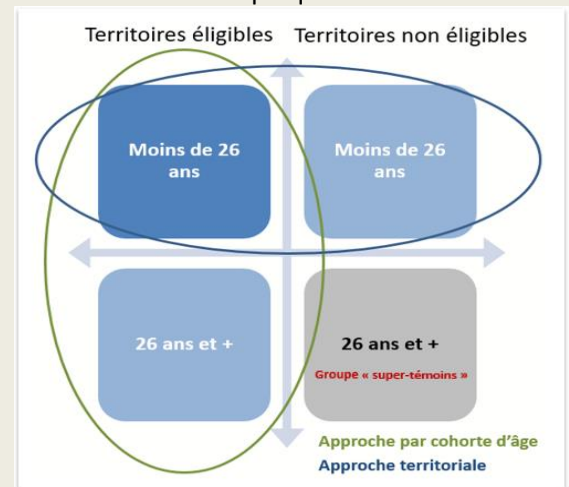 Territoires éligibles Territoires non éligibles
Moins de 26
ans
Moins de 26
ans
26 ans et +
26 ans et +
Groupe « super-témoins »
Approche par cohorte d'âge
Approche territoriale